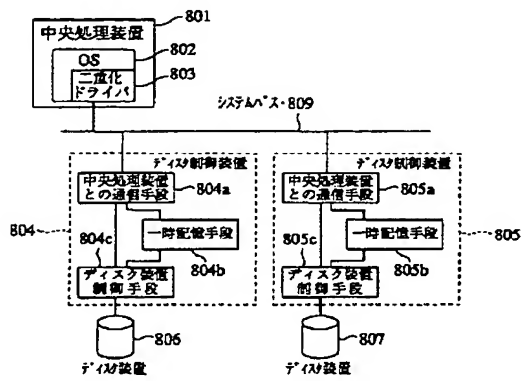 801
中央処理装置
802
OS
803
二重化
ドライバ
システムバス・809
ディスク制御装置
ディスク制御装置
中央処理装置
との通信手段
804a
中央処理装置
との通信手段
805a
804
804c
一時記憶手段
804b
805c
一時記憶手段
805b
805
ディスク装置
制御手段
ディスク装置
制御手段
806
807
ディスク装置
ディスク装置